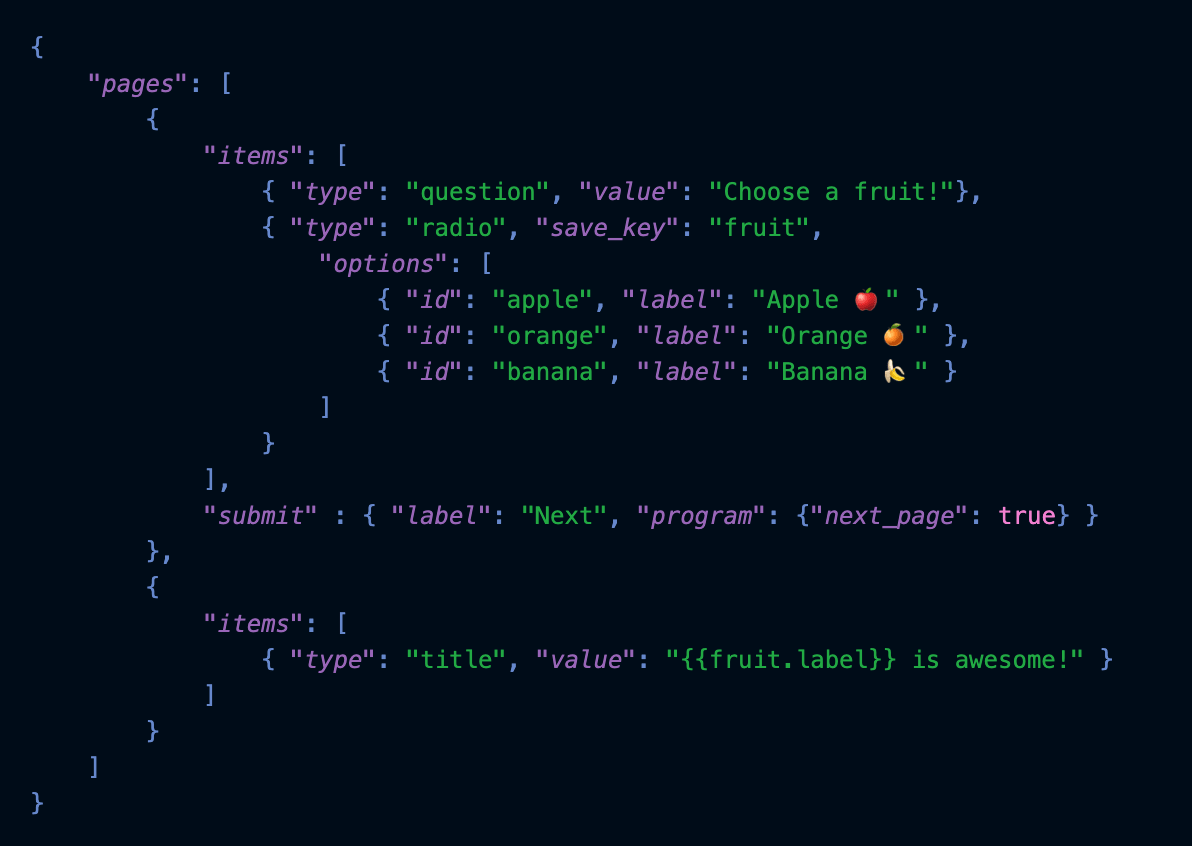 {
    "pages": [
        {
            "items": [
                { "type": "question", "value": "Choose a fruit!"},
                { "type": "radio", "save_key": "fruit",
                    "options": [
                        { "id": "apple", "label": "Apple 🍎" },
                        { "id": "orange", "label": "Orange 🍊" },
                        { "id": "banana", "label": "Banana 🍌" }
                    ]
                }
            ],
            "submit" : { "label": "Next", "program": {"next_page": true} }
        },
        {
            "items": [
                { "type": "title", "value": "{{fruit.label}} is awesome!" }
            ]
        }
    ]
}